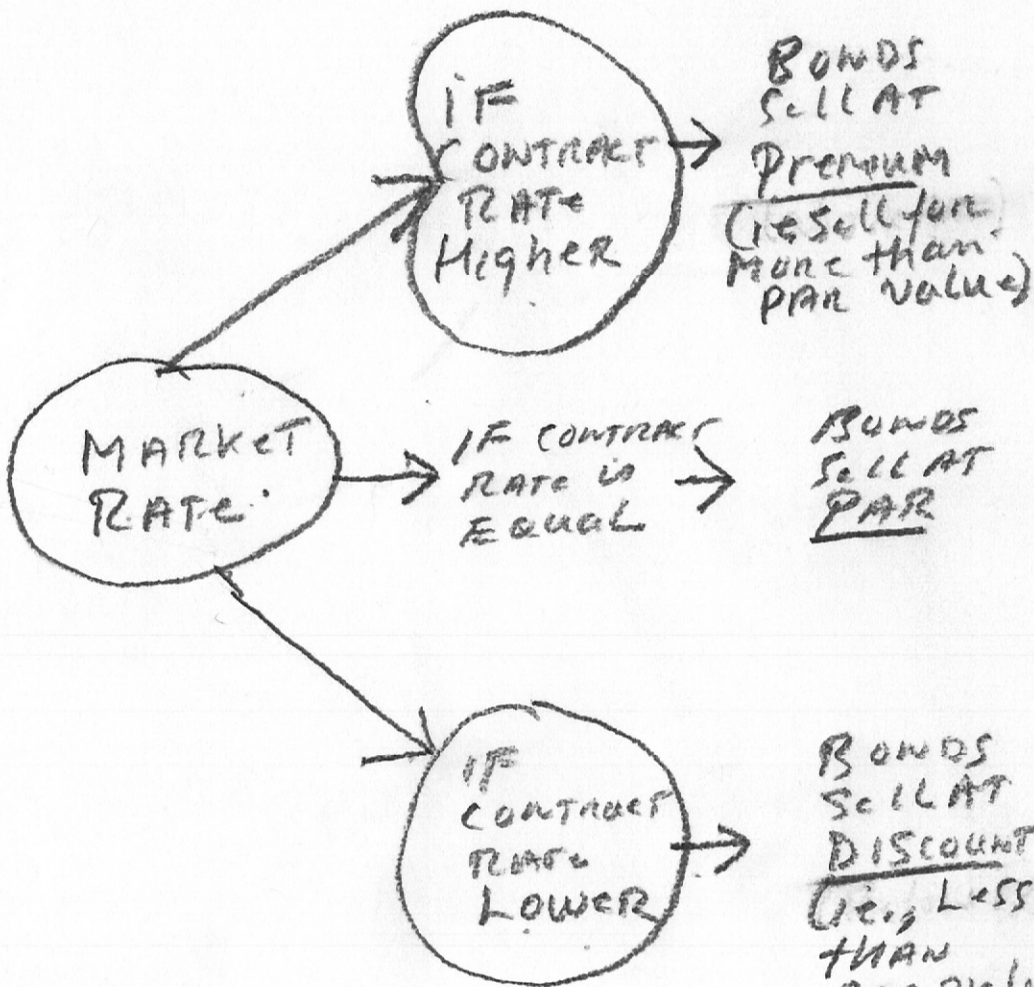 MARKET
RATE
IF
CONTRACT
RATE
Higher
BONDS
Sell AT
Premium
(ie Sell for
More than
PAR value)
IF CONTRACT
RATE is
EQUAL
BONDS
Sell AT
PAR
IF
CONTRACT
RATE
LOWER
BONDS
Sell AT
DISCOUNT
(ie., Less
than